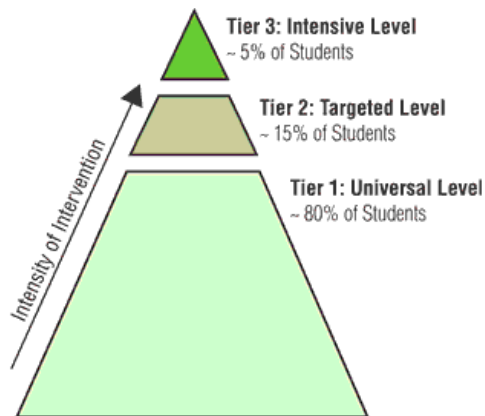 Tier 3: Intensive Level
~ 5% of Students
Tier 2: Targeted Level
~ 15% of Students
Tier 1: Universal Level
~ 80% of Students
Intensity of Intervention